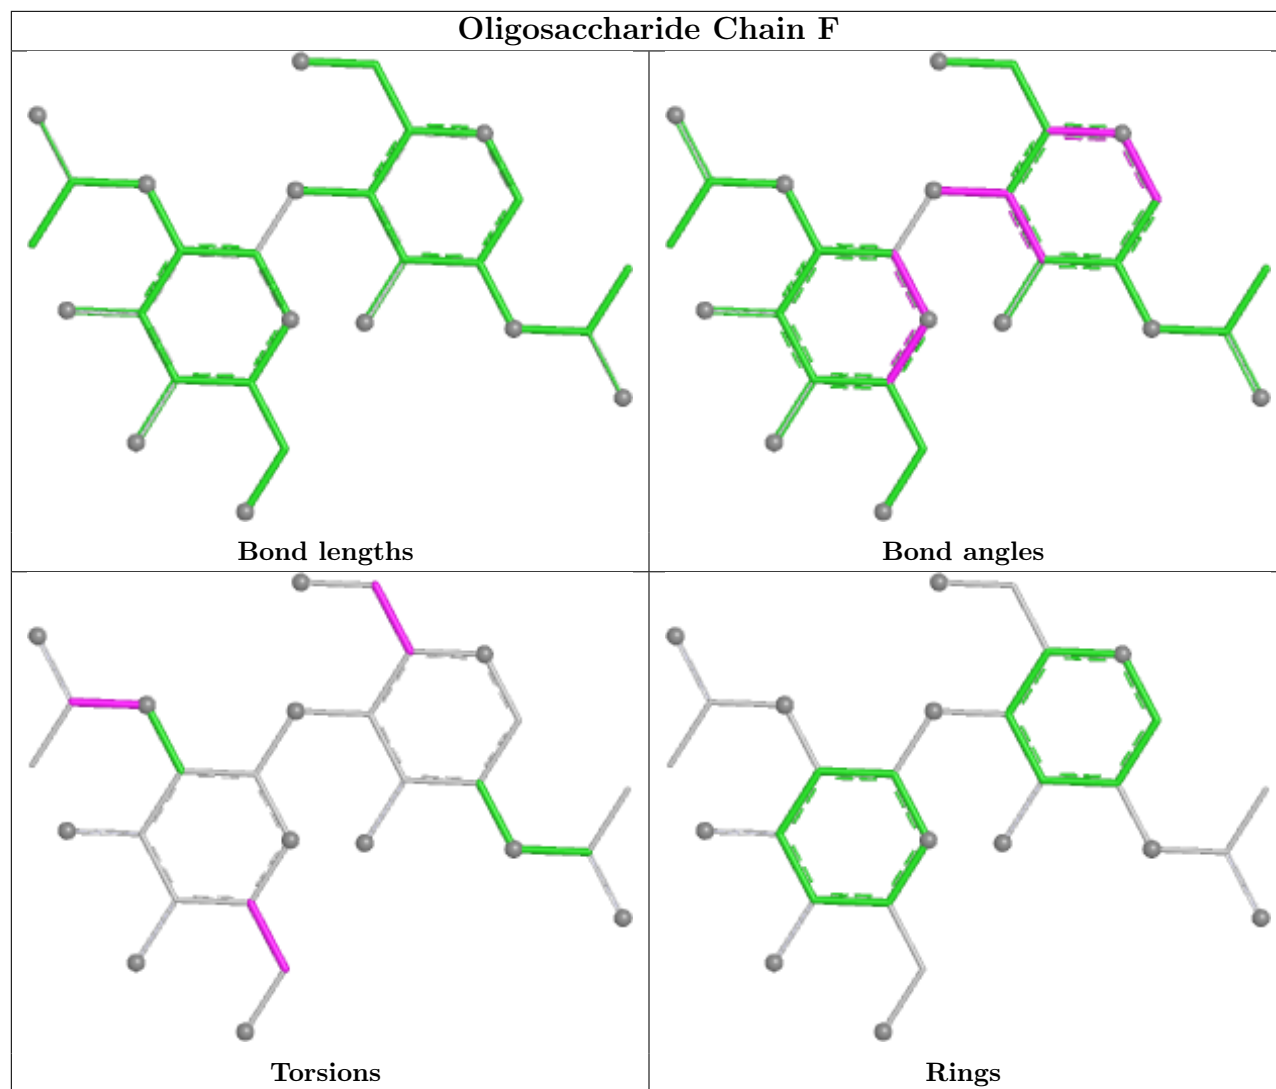 Oligosaccharide Chain F
Bond lengths
Bond angles
Torsions
Rings